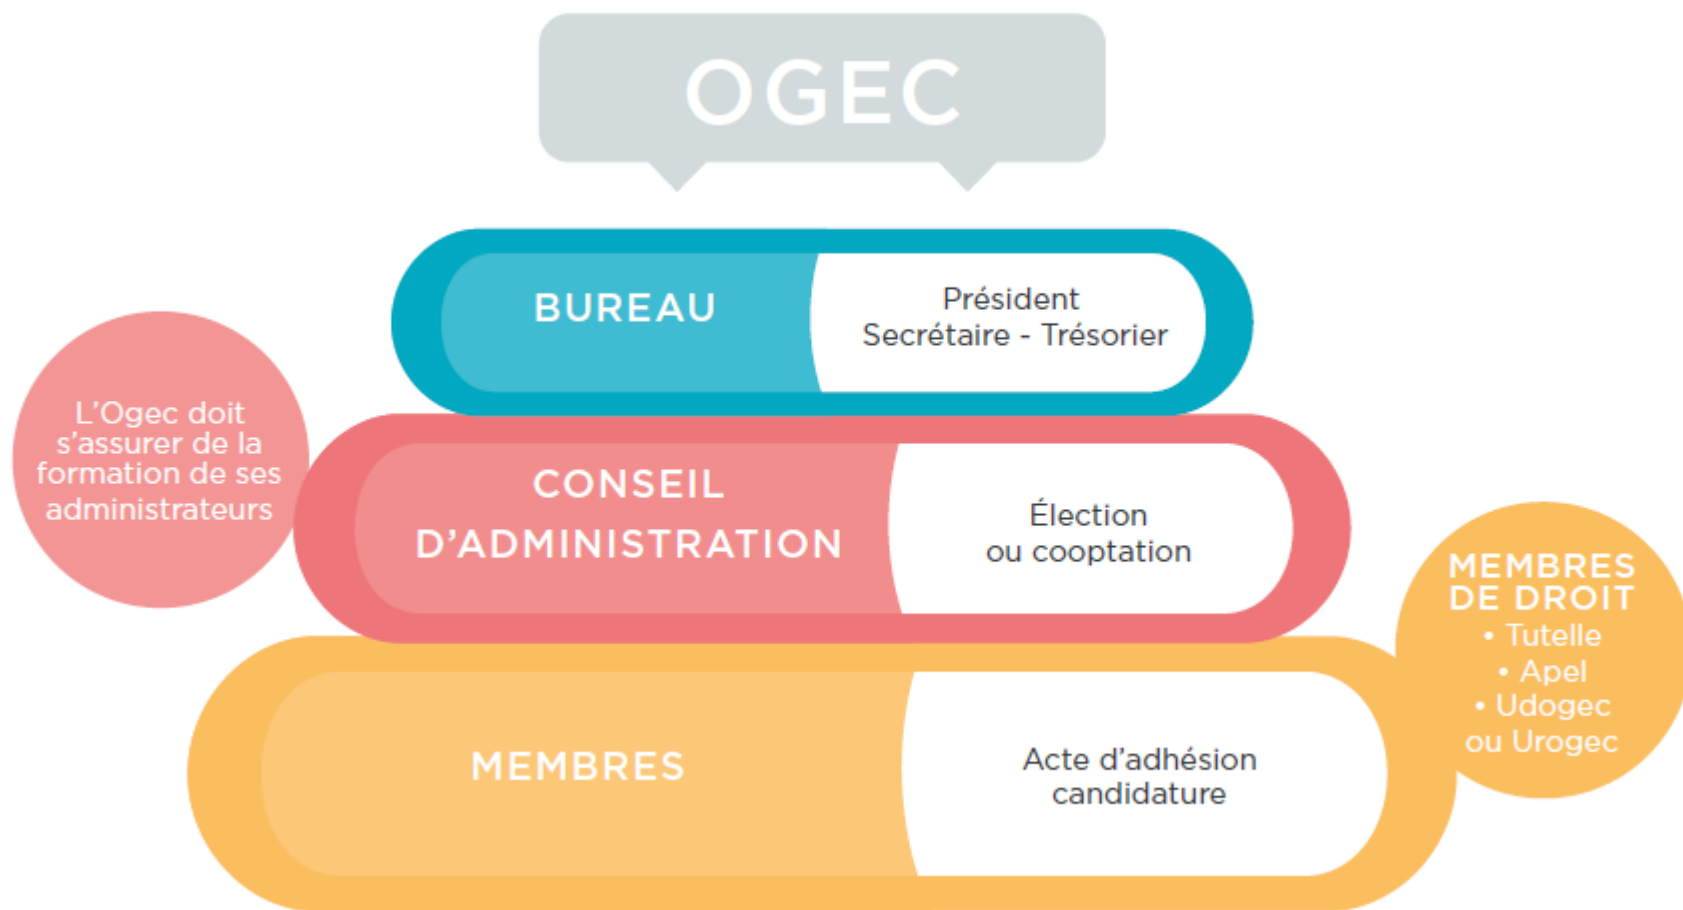 OGEC
BUREAU
Président
Secrétaire - Trésorier
L’Ogec doit
s’assurer de la
formation de ses
administrateurs
CONSEIL
D’ADMINISTRATION
Élection
ou cooptation
MEMBRES
DE DROIT
• Tutelle
• Apel
• Udogec
ou Urogec
MEMBRES
Acte d’adhésion
candidature